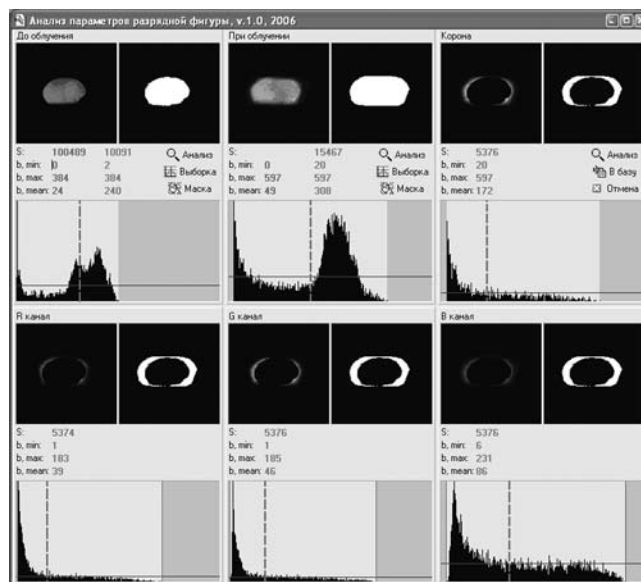 Анализ параметров разрядной фигуры, v.1.0, 2006
До облучения
S: 100489 10091
b, min: 0 2
b, max: 384 384
b, mean: 24 240
Анализ
Выборка
Маска
При облучении
S: 15467
b, min: 0 20
b, max: 597 597
b, mean: 49 308
Анализ
Выборка
Маска
Корона
S: 5376
b, min: 20
b, max: 597
b, mean: 172
Анализ
В базу
Отмена
R канал
S: 5374
b, min: 1
b, max: 183
b, mean: 39
G канал
S: 5376
b, min: 1
b, max: 185
b, mean: 46
B канал
S: 5376
b, min: 6
b, max: 231
b, mean: 86